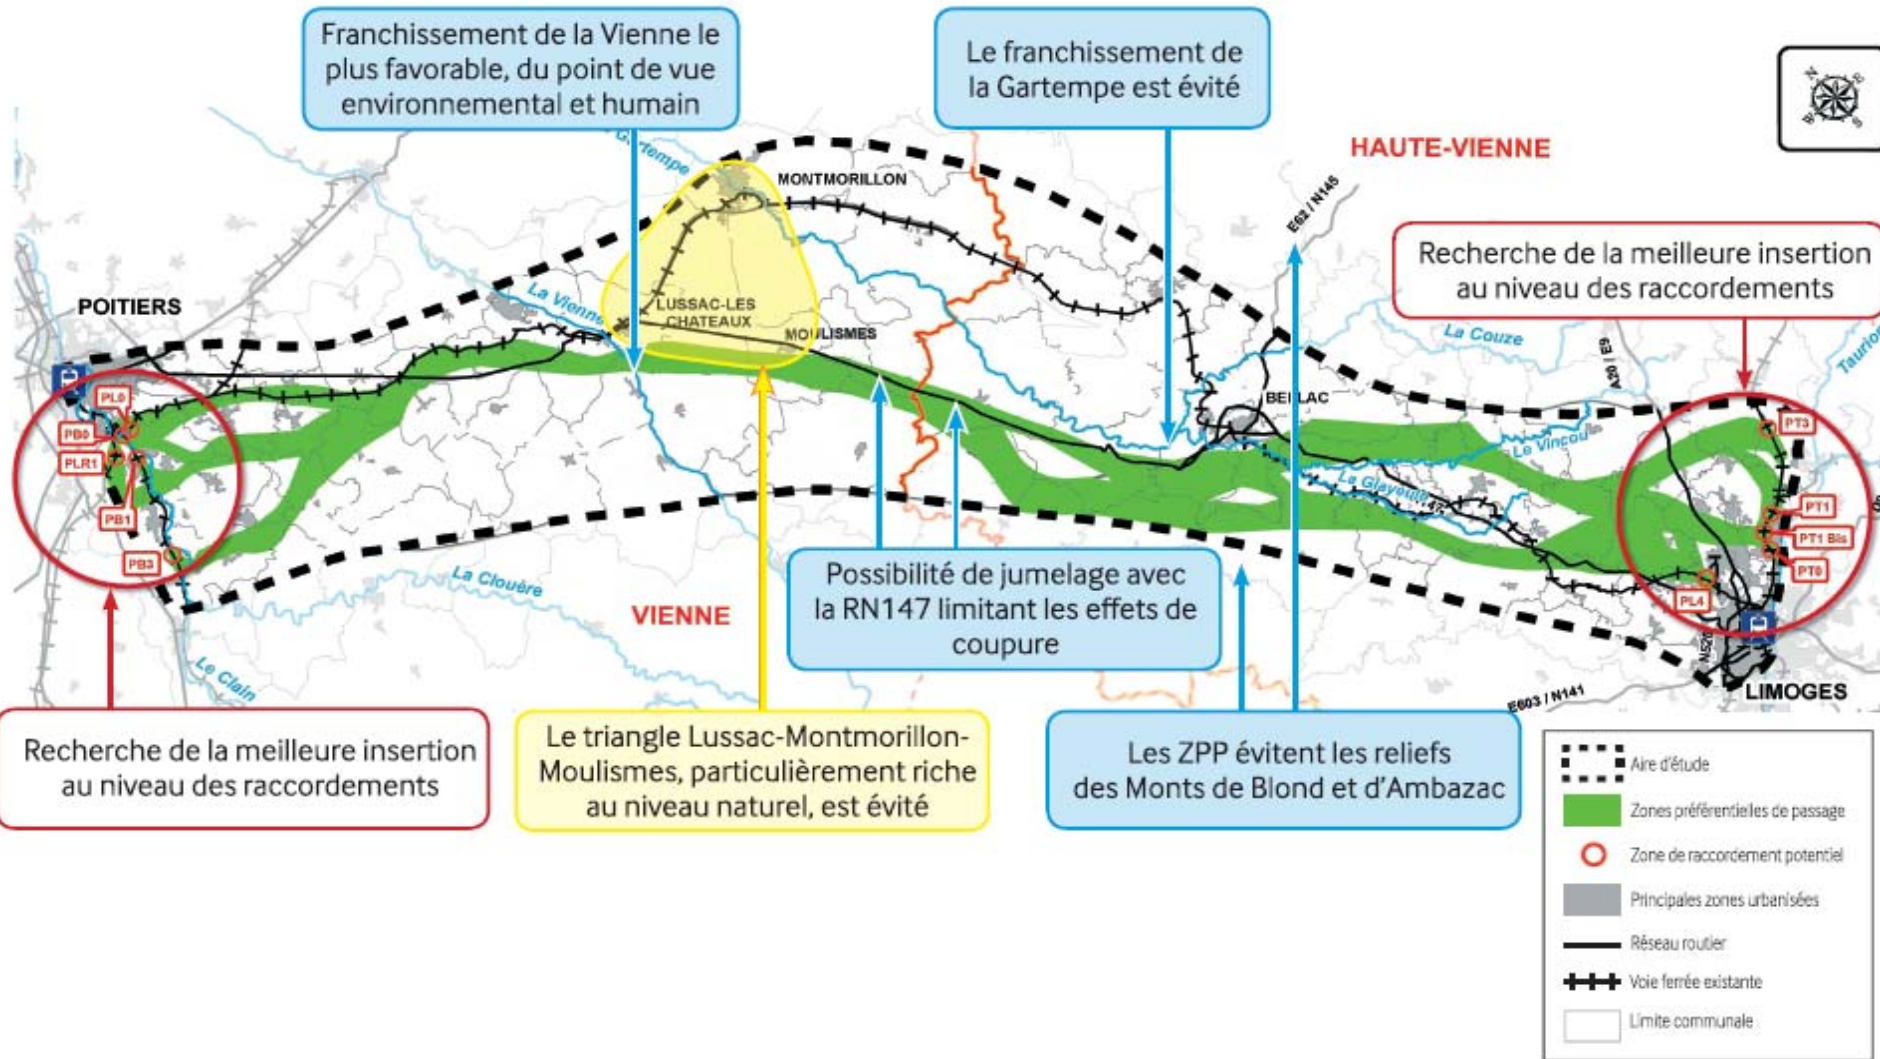 Franchissement de la Vienne le
plus favorable, du point de vue
environnemental et humain
Le franchissement de
la Gartempe est évité
HAUTE-VIENNE
Gartempe
MONTMORILLON
E62 / N145
Recherche de la meilleure insertion
au niveau des raccordements
POITIERS
La Vienne
LUSSAC-LES
CHATEAUX
MOULISMES
La Couze
A20 / E9
Taurion
BELLAC
PL0
PB0
PLR1
PB1
PB3
Le Vincou
La Glayeule
PT3
PT1
PT1 Bis
PT0
PL4
La Clouère
VIENNE
Possibilité de jumelage avec
la RN147 limitant les effets de
coupure
Le Clain
N520
E603 / N141
LIMOGES
Recherche de la meilleure insertion
au niveau des raccordements
Le triangle Lussac-Montmorillon-
Moulismes, particulièrement riche
au niveau naturel, est évité
Les ZPP évitent les reliefs
des Monts de Blond et d'Ambazac
Aire d'étude
Zones préférentielles de passage
Zone de raccordement potentiel
Principales zones urbanisées
Réseau routier
Voie ferrée existante
Limite communale